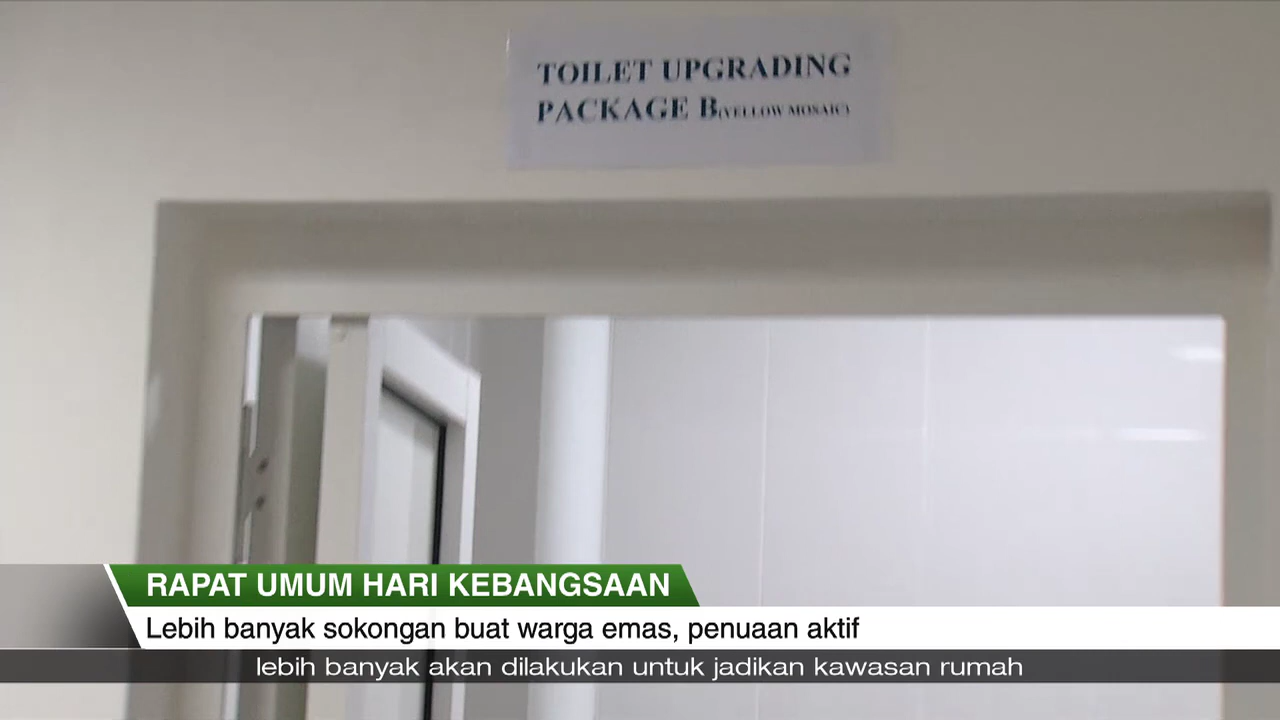 TOILET UPGRADING
PACKAGE B(YELLOW MOSAIC)
RAPAT UMUM HARI KEBANGSAAN
Lebih banyak sokongan buat warga emas, penuaan aktif
lebih banyak akan dilakukan untuk jadikan kawasan rumah